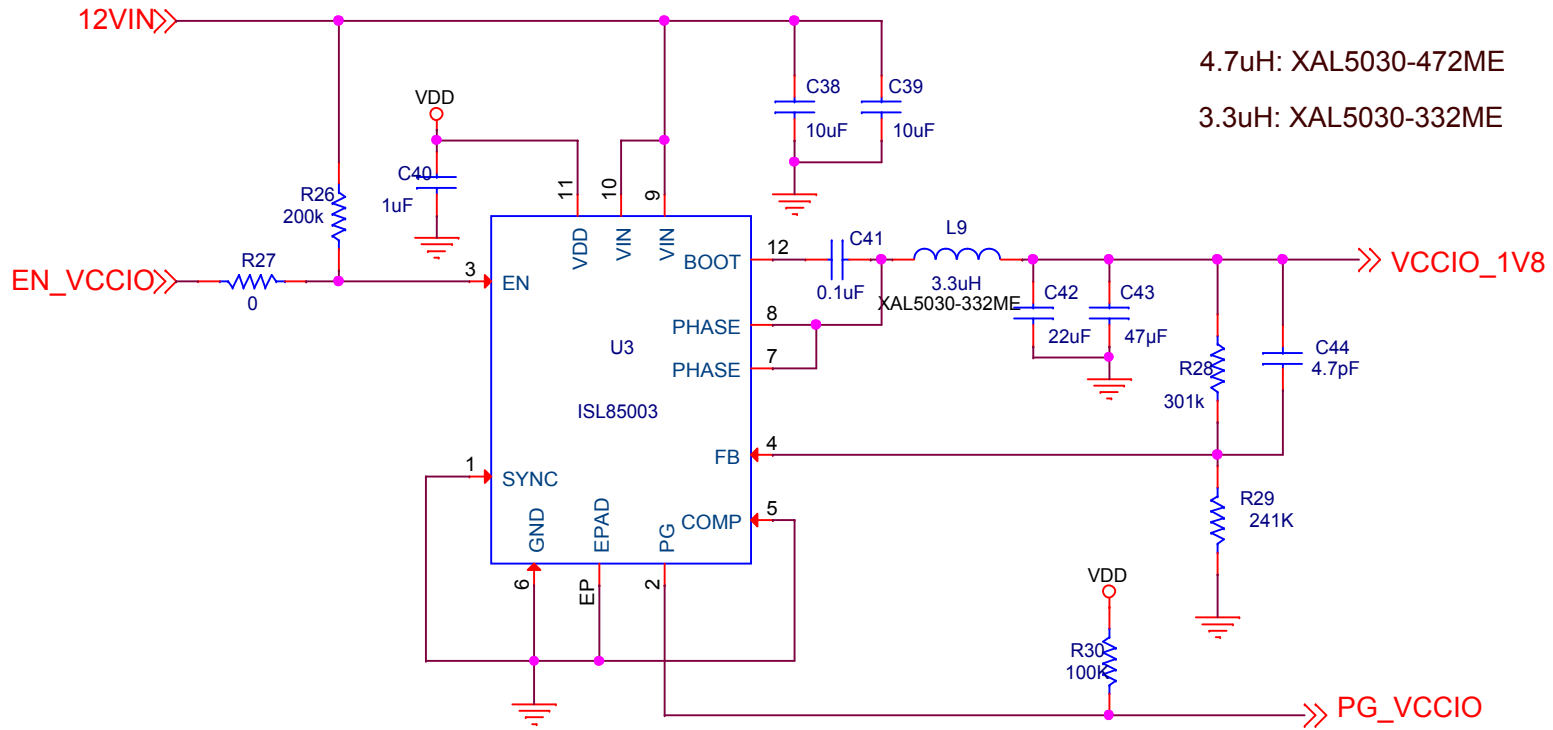 12VIN
4.7uH: XAL5030-472ME
3.3uH: XAL5030-332ME
VDD
C38
10uF
C39
10uF
C40
1uF
R26
200k
11
10
9
VDD
VIN
VIN
R27
0
EN_VCCIO
3
EN
BOOT
12
C41
0.1uF
L9
3.3uH
XAL5030-332ME
VCCIO_1V8
C42
22uF
C43
47µF
PHASE
8
U3
PHASE
7
R28
301k
C44
4.7pF
ISL85003
FB
4
1
SYNC
COMP
5
R29
241K
GND
EPAD
PG
6
EP
2
VDD
R30
100K
PG_VCCIO